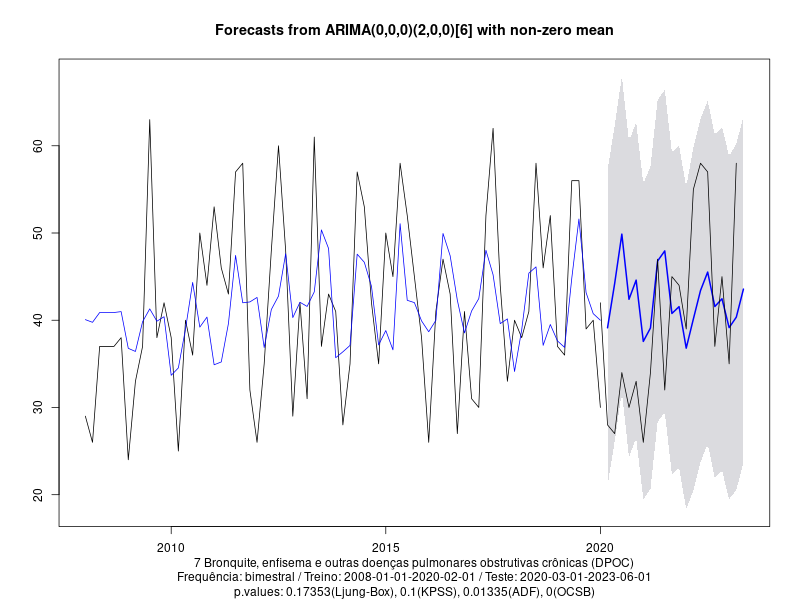 Forecasts from ARIMA(0,0,0)(2,0,0)[6] with non-zero mean
60
50
40
30
20
2010 2015 2020
7 Bronquite, enfisema e outras doenças pulmonares obstrutivas crônicas (DPOC)
Frequência: bimestral / Treino: 2008-01-01-2020-02-01 / Teste: 2020-03-01-2023-06-01
p.values: 0.17353(Ljung-Box), 0.1(KPSS), 0.01335(ADF), 0(OCSB)